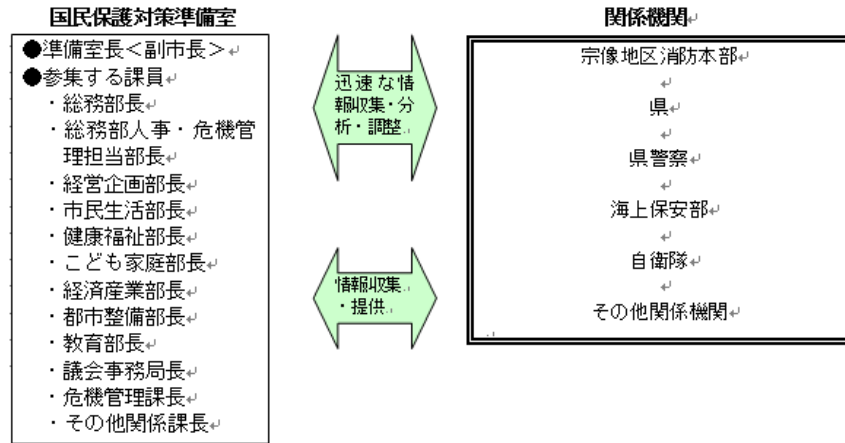 国民保護対策準備室
●準備室長＜副市長＞
●参集する課員
・総務部長
・総務部人事・危機管
理担当部長
・経営企画部長
・市民生活部長
・健康福祉部長
・こども家庭部長
・経済産業部長
・都市整備部長
・教育部長
・議会事務局長
・危機管理課長
・その他関係課長
迅速な情
報収集・分
析・調整
情報収集
・提供
関係機関
宗像地区消防本部
県
県警察
海上保安部
自衛隊
その他関係機関